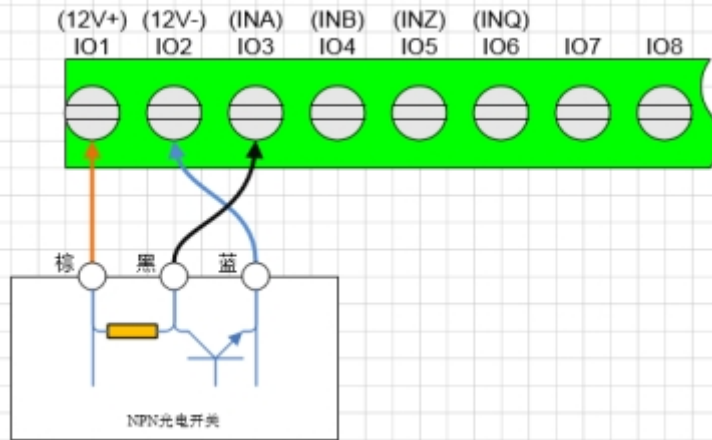 (12V+) (12V-) (INA) (INB) (INZ) (INQ)
IO1 IO2 IO3 IO4 IO5 IO6 IO7 IO8
棕 黑 蓝
NPN光电开关